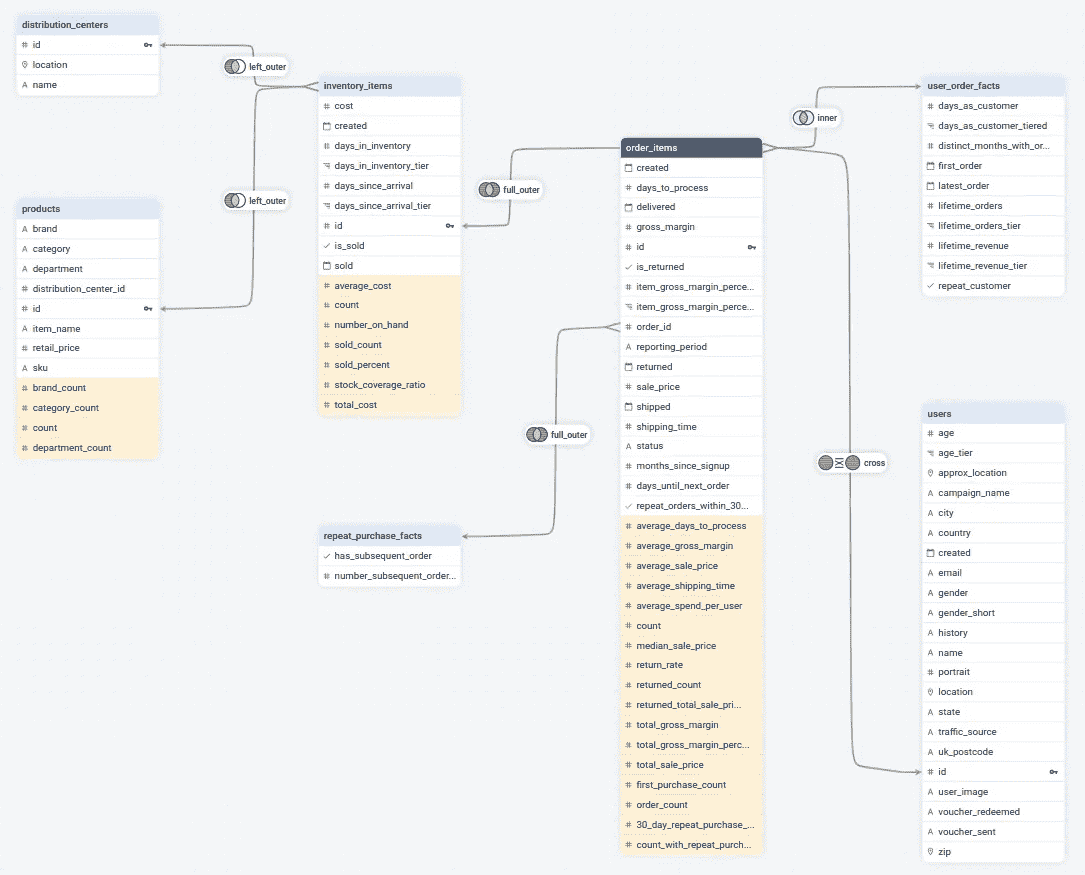 distribution_centers
id
location
name
left_outer
products
brand
category
department
distribution_center_id
id
item_name
retail_price
sku
brand_count
category_count
count
department_count
left_outer
inventory_items
cost
created
days_in_inventory
days_in_inventory_tier
days_since_arrival
days_since_arrival_tier
id
is_sold
sold
average_cost
count
number_on_hand
sold_count
sold_percent
stock_coverage_ratio
total_cost
full_outer
repeat_purchase_facts
has_subsequent_order
number_subsequent_order...
full_outer
order_items
created
days_to_process
delivered
gross_margin
id
is_returned
item_gross_margin_perce...
item_gross_margin_perce...
order_id
reporting_period
returned
sale_price
shipped
shipping_time
status
months_since_signup
days_until_next_order
repeat_orders_within_30...
average_days_to_process
average_gross_margin
average_sale_price
average_shipping_time
average_spend_per_user
count
median_sale_price
return_rate
returned_count
returned_total_sale_pri...
total_gross_margin
total_gross_margin_perc...
total_sale_price
first_purchase_count
order_count
30_day_repeat_purchase_...
count_with_repeat_purch...
inner
cross
user_order_facts
days_as_customer
days_as_customer_tiered
distinct_months_with_or...
first_order
latest_order
lifetime_orders
lifetime_orders_tier
lifetime_revenue
lifetime_revenue_tier
repeat_customer
users
age
age_tier
approx_location
campaign_name
city
country
created
email
gender
gender_short
history
name
portrait
location
state
traffic_source
uk_postcode
id
user_image
voucher_redeemed
voucher_sent
zip